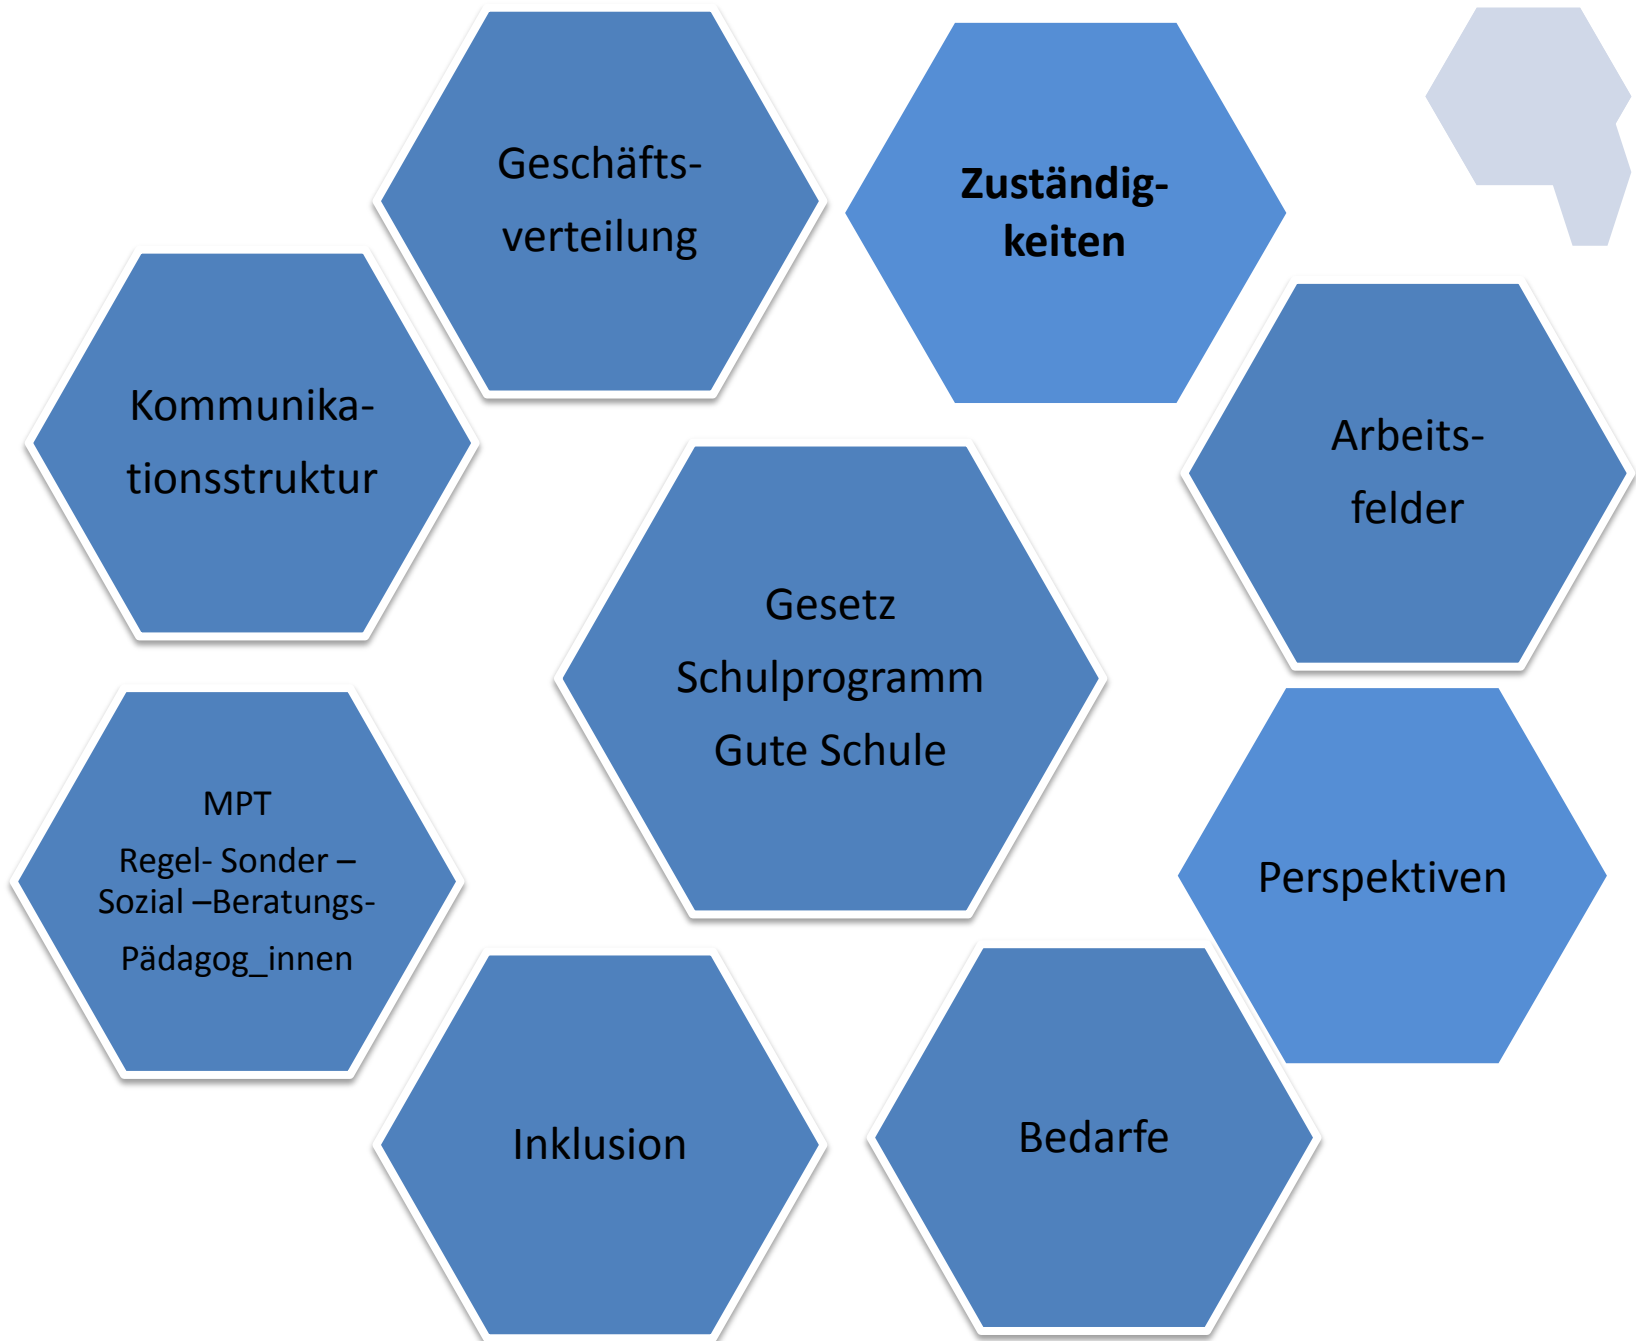 Geschäfts-
verteilung
Zuständig-
keiten
Kommunika-
tionsstruktur
Arbeits-
felder
Gesetz
Schulprogramm
Gute Schule
MPT
Regel- Sonder –
Sozial –Beratungs-
Pädagog_innen
Perspektiven
Inklusion
Bedarfe